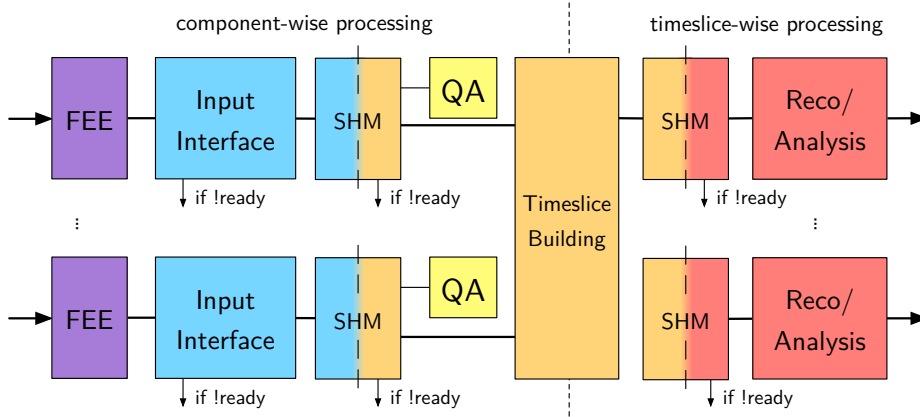 component-wise processing
timeslice-wise processing
FEE
Input
Interface
SHM
QA
Timeslice
Building
SHM
Reco/
Analysis
if !ready
if !ready
if !ready
...
...
FEE
Input
Interface
SHM
QA
SHM
Reco/
Analysis
if !ready
if !ready
if !ready